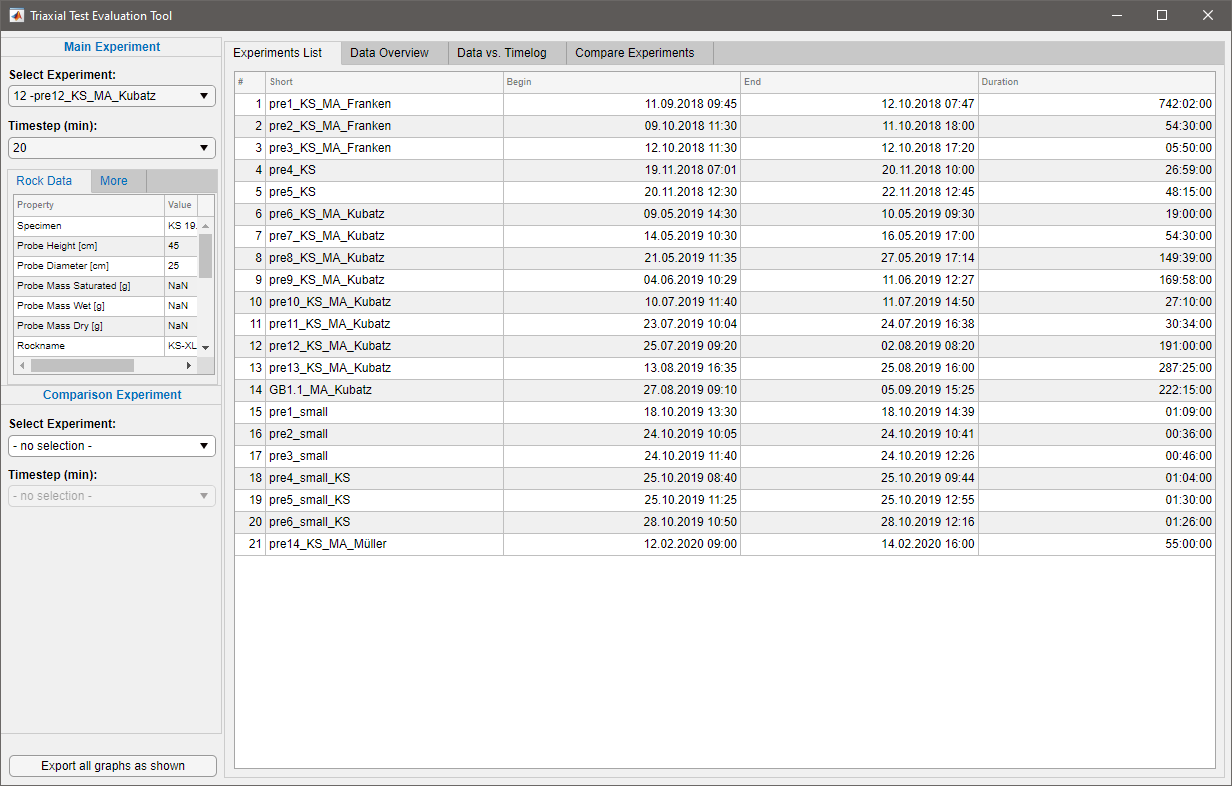 Triaxial Test Evaluation Tool
Main Experiment
Select Experiment:
12 -pre12_KS_MA_Kubatz
Timestep (min):
20
Rock Data More
Property Value
Specimen KS 19.
Probe Height [cm] 45
Probe Diameter [cm] 25
Probe Mass Saturated [g] NaN
Probe Mass Wet [g] NaN
Probe Mass Dry [g] NaN
Rockname KS-XL
Comparison Experiment
Select Experiment:
- no selection -
Timestep (min):
- no selection -
Export all graphs as shown
Experiments List Data Overview Data vs. Timelog Compare Experiments
# Short Begin End Duration
1 pre1_KS_MA_Franken 11.09.2018 09:45 12.10.2018 07:47 742:02:00
2 pre2_KS_MA_Franken 09.10.2018 11:30 11.10.2018 18:00 54:30:00
3 pre3_KS_MA_Franken 12.10.2018 11:30 12.10.2018 17:20 05:50:00
4 pre4_KS 19.11.2018 07:01 20.11.2018 10:00 26:59:00
5 pre5_KS 20.11.2018 12:30 22.11.2018 12:45 48:15:00
6 pre6_KS_MA_Kubatz 09.05.2019 14:30 10.05.2019 09:30 19:00:00
7 pre7_KS_MA_Kubatz 14.05.2019 10:30 16.05.2019 17:00 54:30:00
8 pre8_KS_MA_Kubatz 21.05.2019 11:35 27.05.2019 17:14 149:39:00
9 pre9_KS_MA_Kubatz 04.06.2019 10:29 11.06.2019 12:27 169:58:00
10 pre10_KS_MA_Kubatz 10.07.2019 11:40 11.07.2019 14:50 27:10:00
11 pre11_KS_MA_Kubatz 23.07.2019 10:04 24.07.2019 16:38 30:34:00
12 pre12_KS_MA_Kubatz 25.07.2019 09:20 02.08.2019 08:20 191:00:00
13 pre13_KS_MA_Kubatz 13.08.2019 16:35 25.08.2019 16:00 287:25:00
14 GB1.1_MA_Kubatz 27.08.2019 09:10 05.09.2019 15:25 222:15:00
15 pre1_small 18.10.2019 13:30 18.10.2019 14:39 01:09:00
16 pre2_small 24.10.2019 10:05 24.10.2019 10:41 00:36:00
17 pre3_small 24.10.2019 11:40 24.10.2019 12:26 00:46:00
18 pre4_small_KS 25.10.2019 08:40 25.10.2019 09:44 01:04:00
19 pre5_small_KS 25.10.2019 11:25 25.10.2019 12:55 01:30:00
20 pre6_small_KS 28.10.2019 10:50 28.10.2019 12:16 01:26:00
21 pre14_KS_MA_Müller 12.02.2020 09:00 14.02.2020 16:00 55:00:00